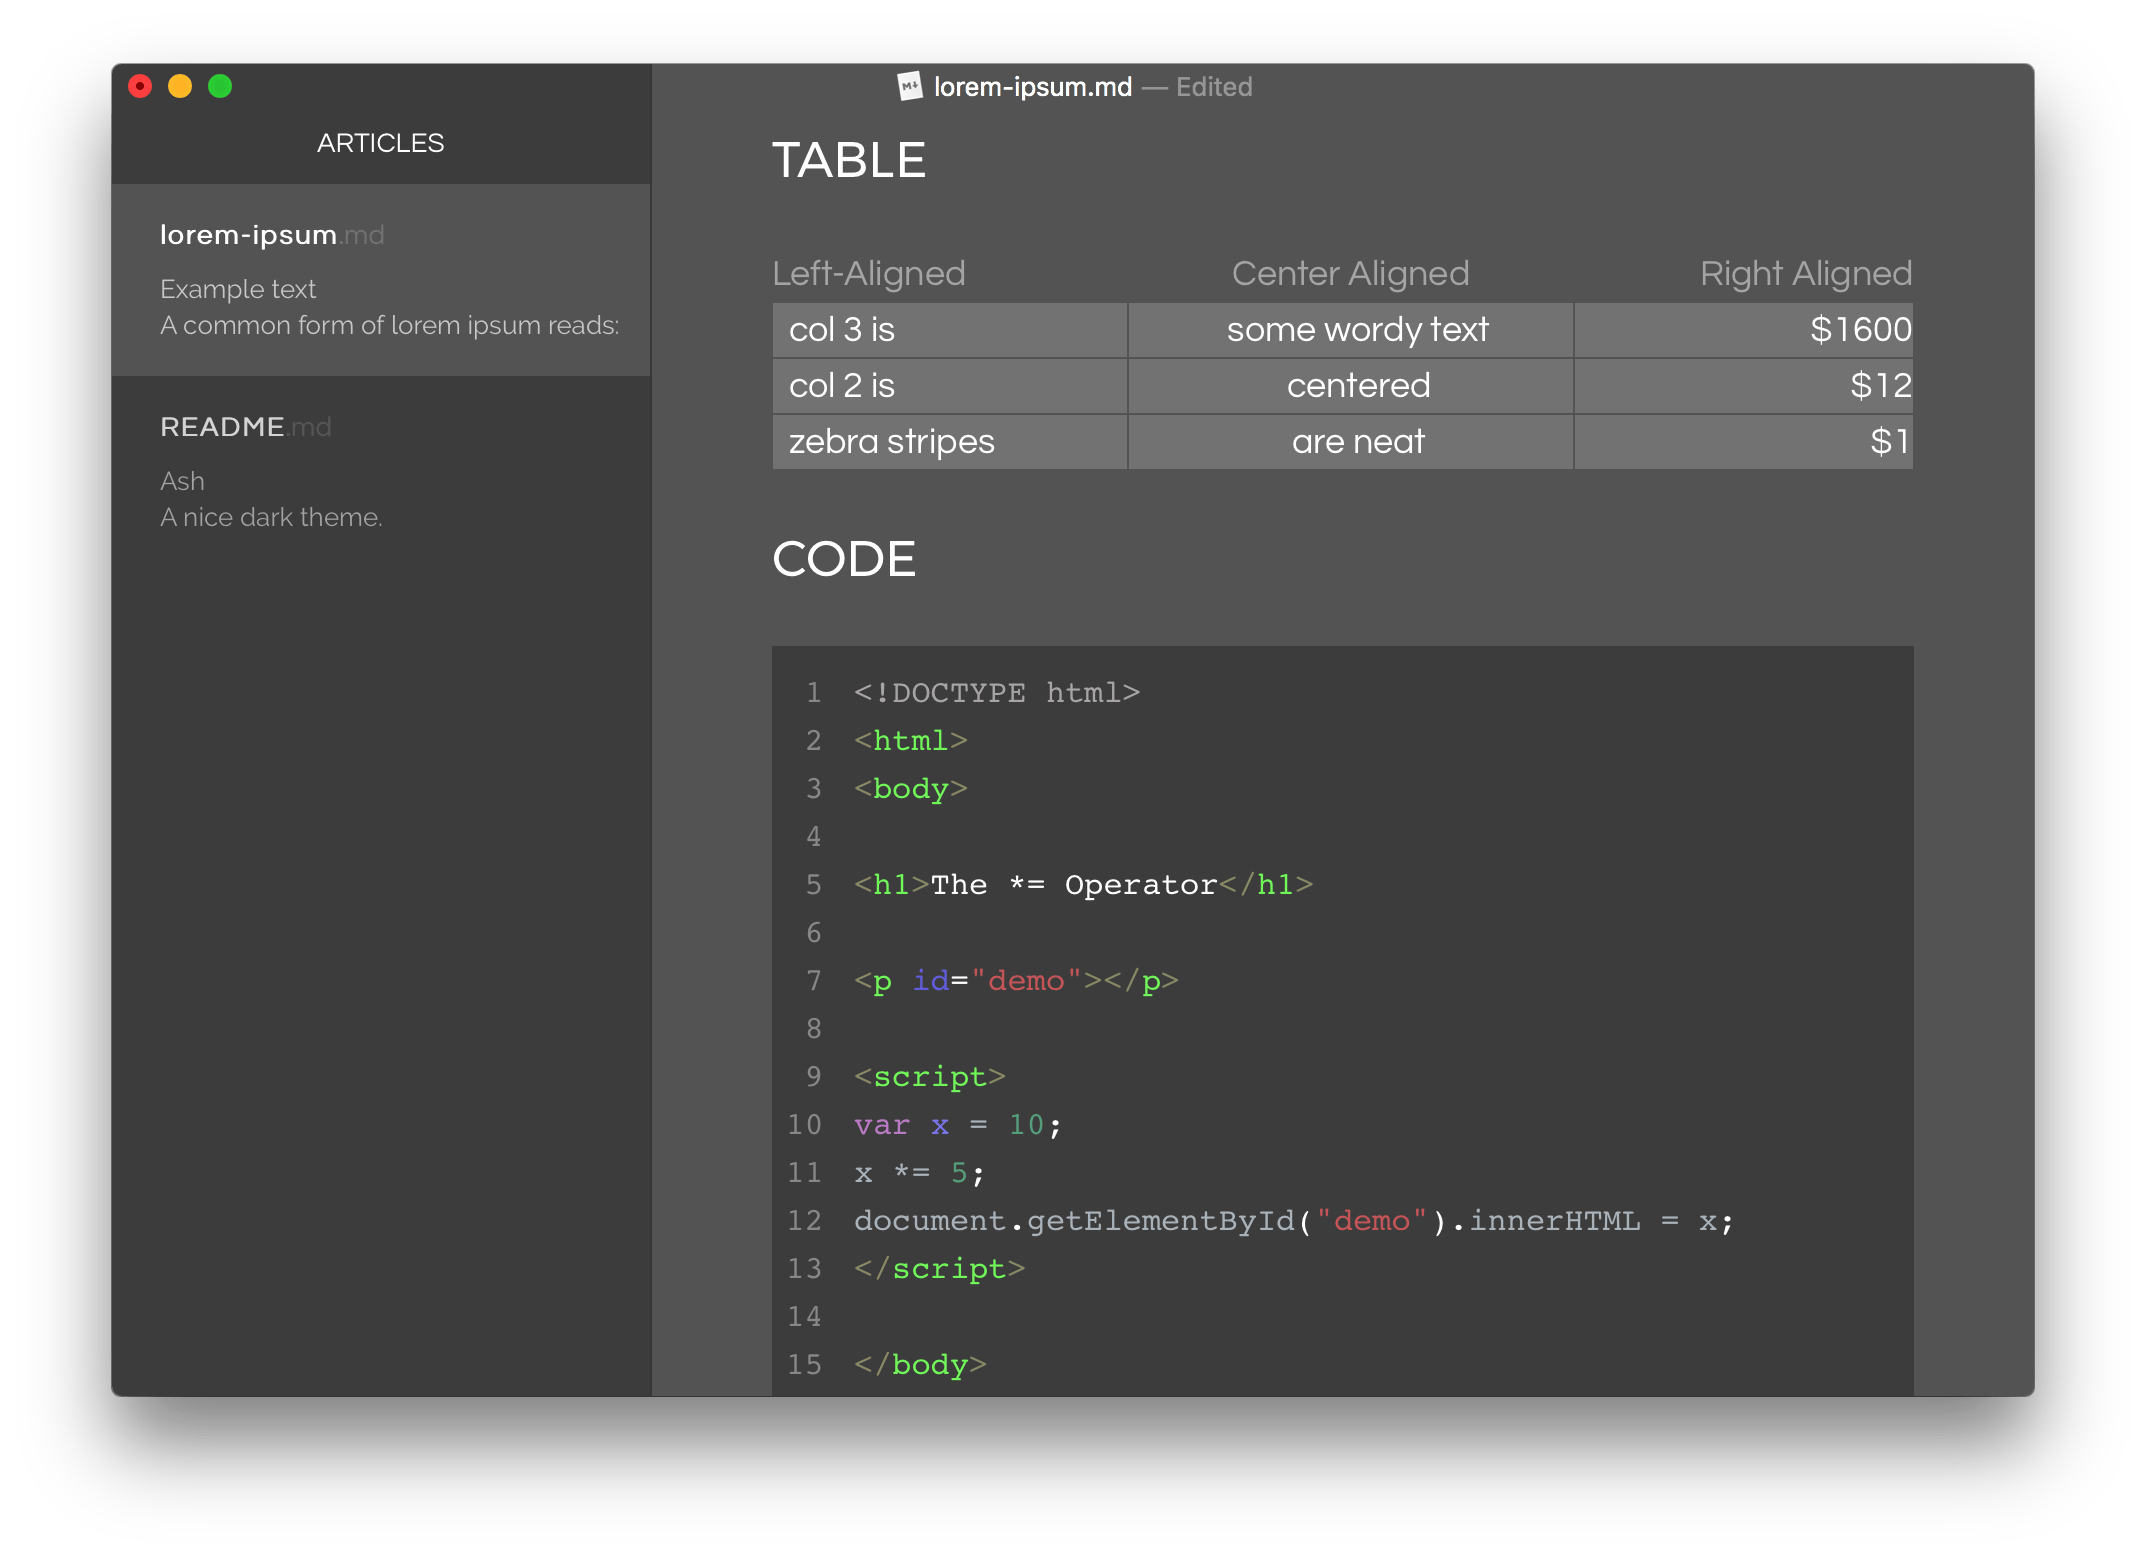 lorem-ipsum.md — Edited
ARTICLES
lorem-ipsum.md
Example text
A common form of lorem ipsum reads:
README.md
Ash
A nice dark theme.
TABLE
Left-Aligned Center Aligned Right Aligned
col 3 is some wordy text $1600
col 2 is centered $12
zebra stripes are neat $1
CODE
1 <!DOCTYPE html>
2 <html>
3 <body>
4
5 <h1>The *= Operator</h1>
6
7 <p id="demo"></p>
8
9 <script>
10 var x = 10;
11 x *= 5;
12 document.getElementById("demo").innerHTML = x;
13 </script>
14
15 </body>